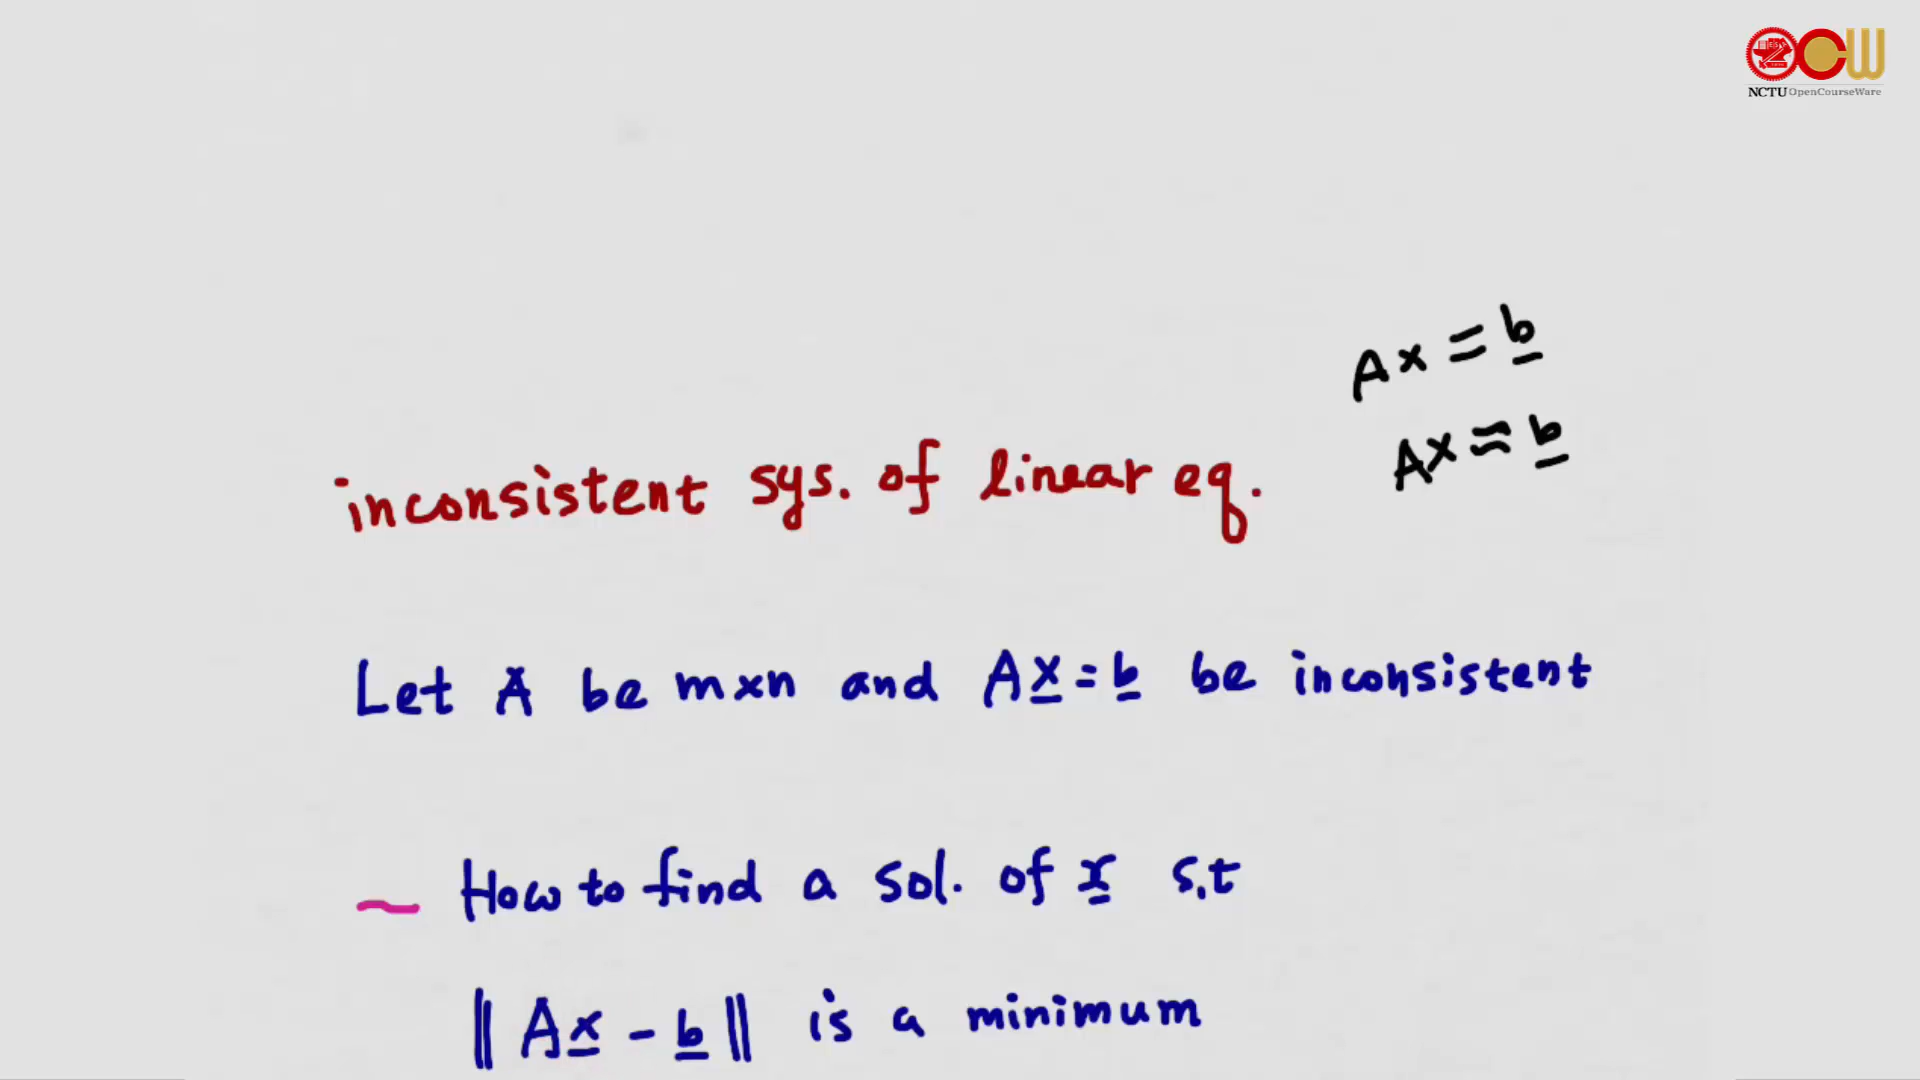 NCTU OpenCourseWare
Ax = b
Ax ≈ b
inconsistent sys. of linear eq.
Let A be m×n and Ax = b be inconsistent
How to find a sol. of x s.t
‖ Ax - b ‖ is a minimum